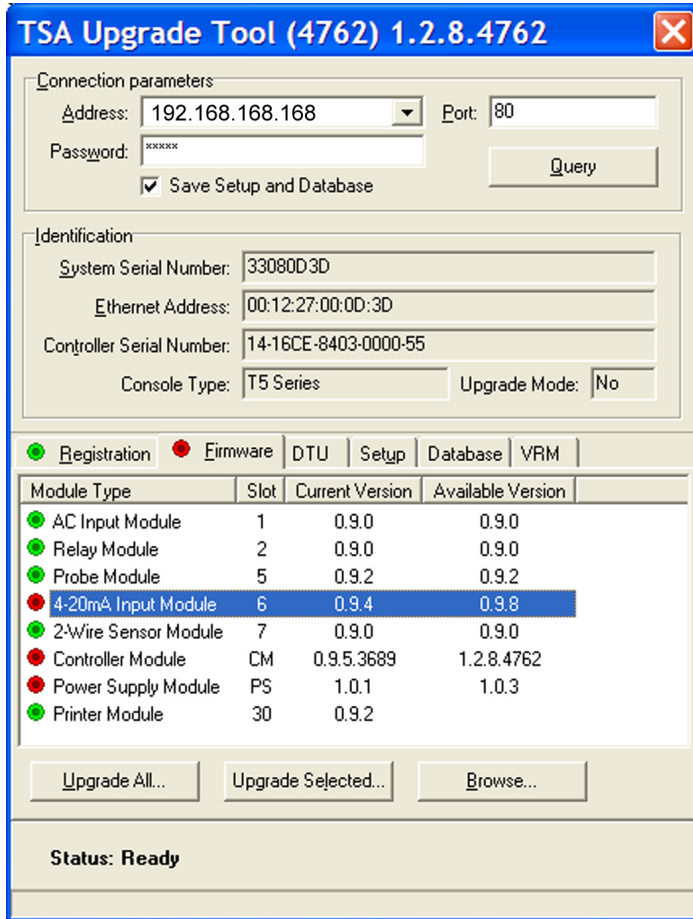 TSA Upgrade Tool (4762) 1.2.8.4762
Connection parameters
Address: 192.168.168.168 Port: 80
Password: xxxxx
Query
Save Setup and Database
Identification
System Serial Number: 33080D3D
Ethernet Address: 00:12:27:00:0D:3D
Controller Serial Number: 14-16CE-8403-0000-55
Console Type: T5 Series Upgrade Mode: No
Registration Firmware DTU Setup Database VRM
Module Type Slot Current Version Available Version
AC Input Module 1 0.9.0 0.9.0
Relay Module 2 0.9.0 0.9.0
Probe Module 5 0.9.2 0.9.2
4-20mA Input Module 6 0.9.4 0.9.8
2-Wire Sensor Module 7 0.9.0 0.9.0
Controller Module CM 0.9.5.3689 1.2.8.4762
Power Supply Module PS 1.0.1 1.0.3
Printer Module 30 0.9.2
Upgrade All... Upgrade Selected... Browse...
Status: Ready